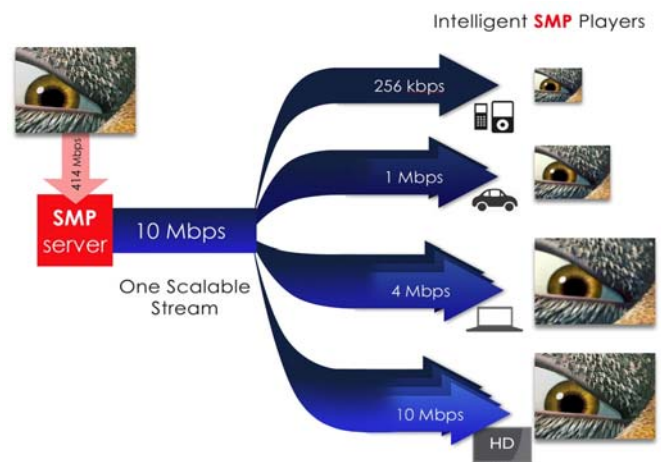 Intelligent SMP Players
414 Mbps
SMP
server
10 Mbps
One Scalable
Stream
256 kbps
1 Mbps
4 Mbps
10 Mbps
HD